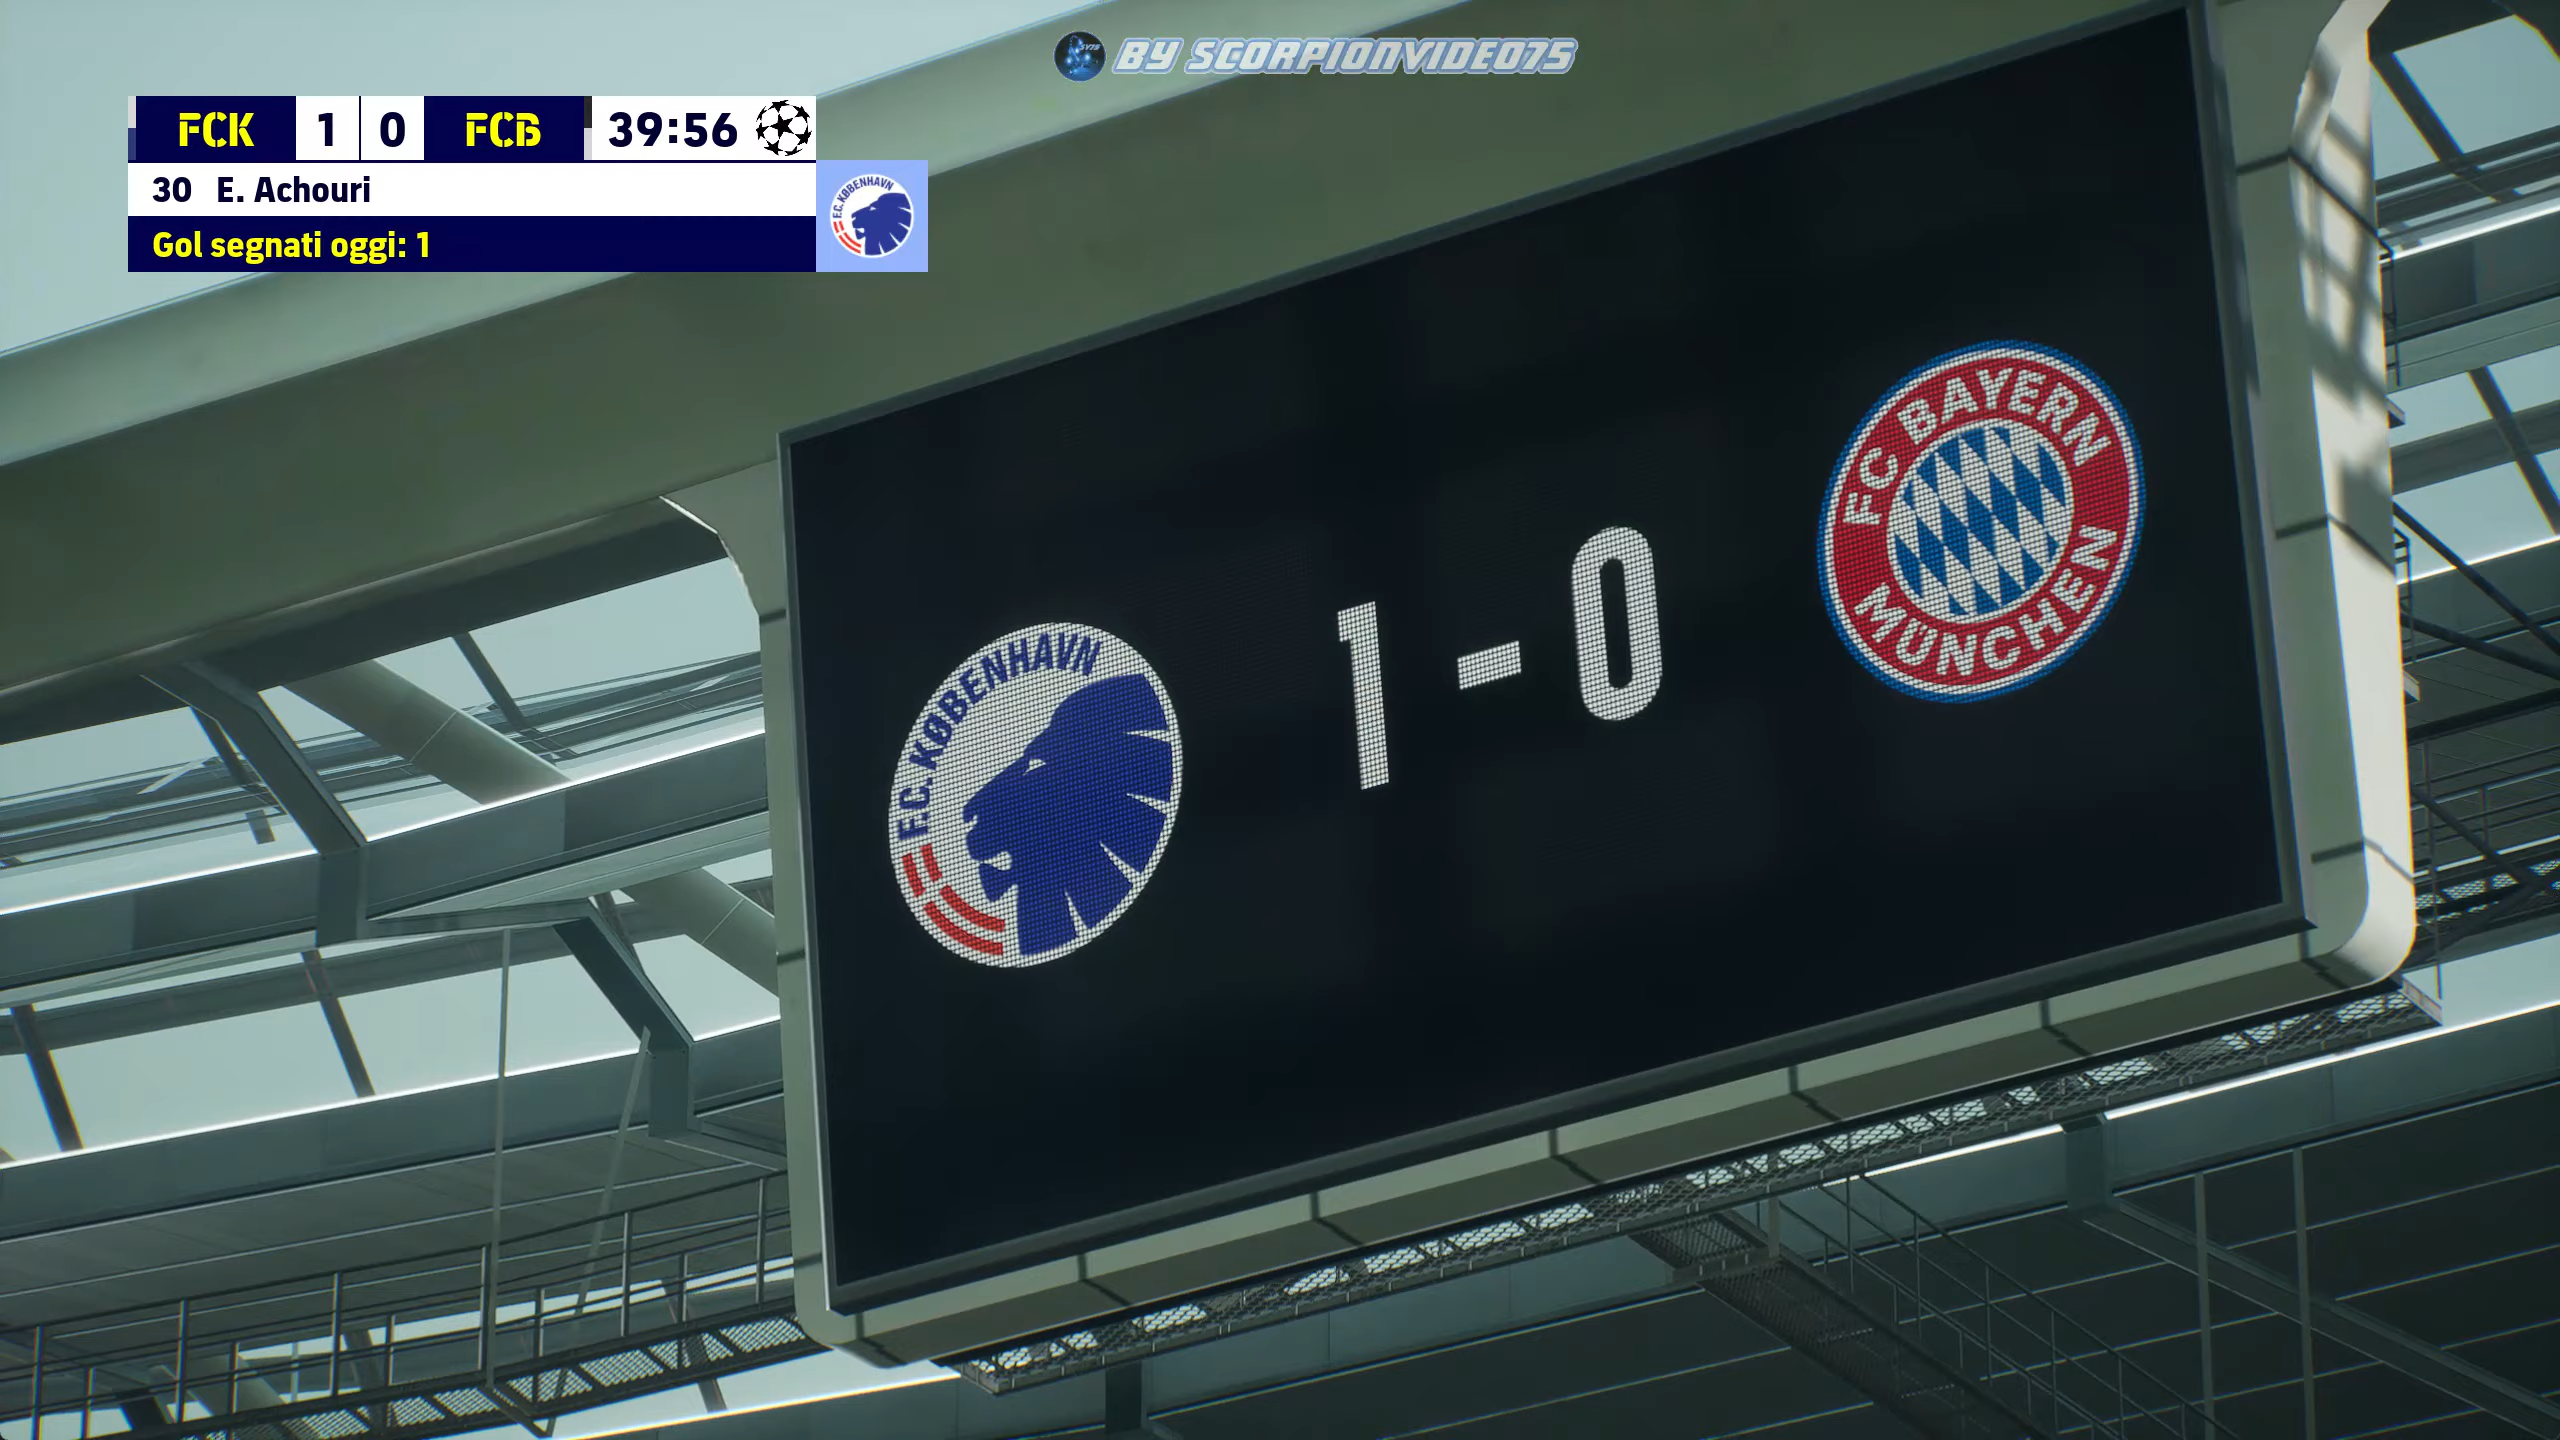 BY SCORPIONVIDEO75
FCK 1 0 FCB 39:56
30 E. Achouri
Gol segnati oggi: 1
F.C. KØBENHAVN
1 - 0
FC BAYERN
MÜNCHEN
F.C. KØBENHAVN
SV75